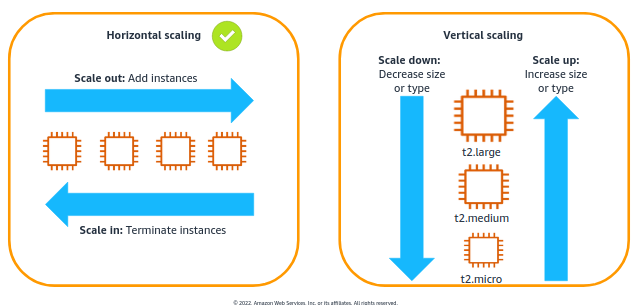 Horizontal scaling
Scale out: Add instances
Scale in: Terminate instances
Vertical scaling
Scale down:
Decrease size
or type
Scale up:
Increase size
or type
t2.large
t2.medium
t2.micro
© 2022. Amazon Web Services. Inc. or its affiliates. All rights reserved.